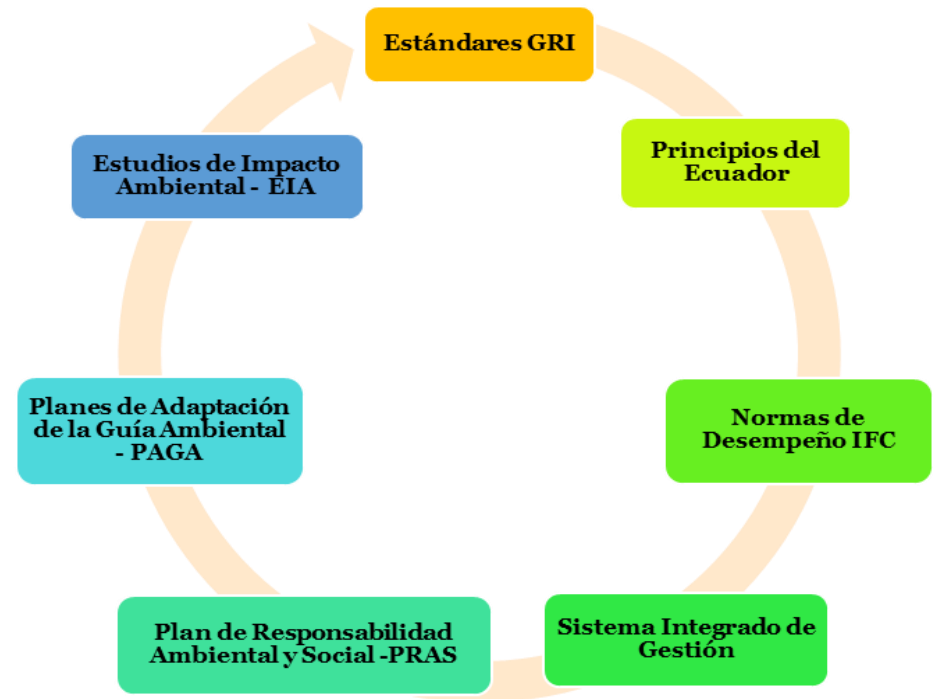 Estándares GRI
Principios del
Ecuador
Normas de
Desempeño IFC
Sistema Integrado de
Gestión
Plan de Responsabilidad
Ambiental y Social -PRAS
Planes de Adaptación
de la Guía Ambiental
- PAGA
Estudios de Impacto
Ambiental - EIA